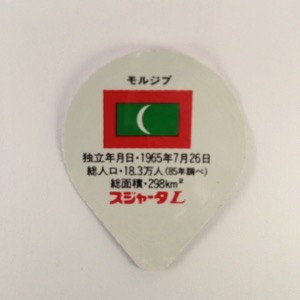 モルジブ
独立年月日・1965年7月26日
総人口・18.3万人(85年調べ)
総面積・298km²
スジャータL